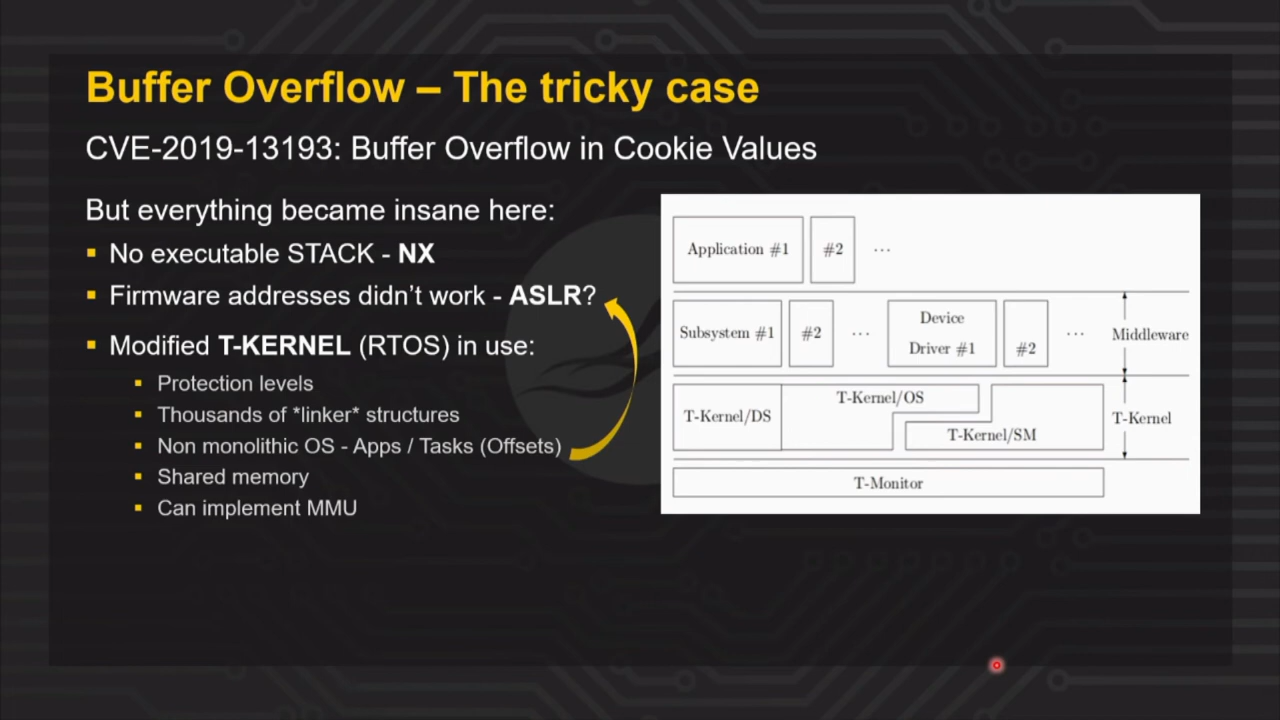 Buffer Overflow – The tricky case
CVE-2019-13193: Buffer Overflow in Cookie Values
But everything became insane here:
No executable STACK - NX
Firmware addresses didn’t work - ASLR?
Modified T-KERNEL (RTOS) in use:
Protection levels
Thousands of *linker* structures
Non monolithic OS - Apps / Tasks (Offsets)
Shared memory
Can implement MMU
Application #1
#2
...
Subsystem #1
#2
...
Device
Driver #1
#2
...
Middleware
T-Kernel/DS
T-Kernel/OS
T-Kernel/SM
T-Kernel
T-Monitor